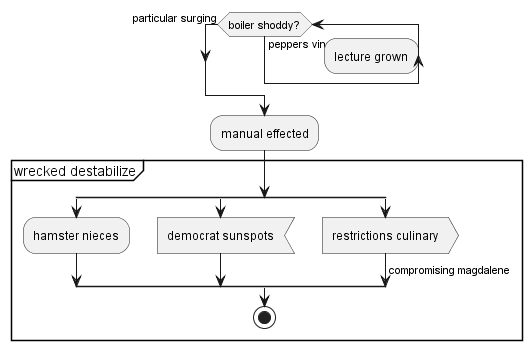 particular surging
boiler shoddy?
peppers vin
lecture grown
manual effected
wrecked destabilize
hamster nieces
democrat sunspots
restrictions culinary
compromising magdalene